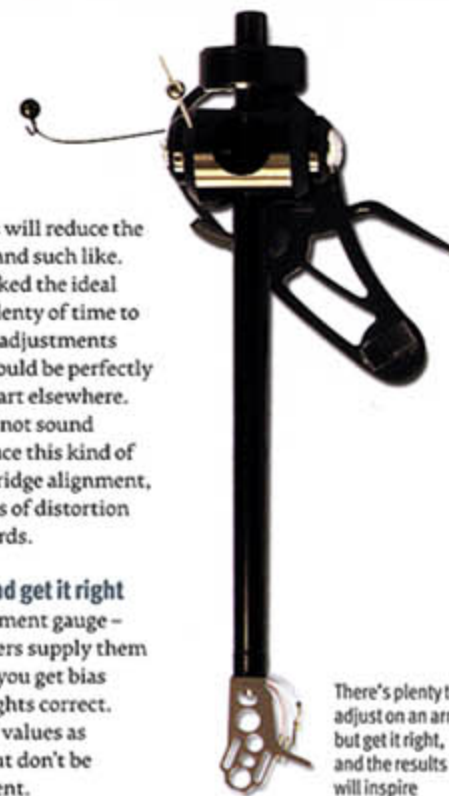 will reduce the
and such like.
ked the ideal
lenty of time to
adjustments
ould be perfectly
art elsewhere.
not sound
uce this kind of
ridge alignment,
s of distortion
rds.
nd get it right
ment gauge –
ers supply them
you get bias
ghts correct.
values as
ut don't be
ent.
There's plenty t
adjust on an arm
but get it right,
and the results
will inspire